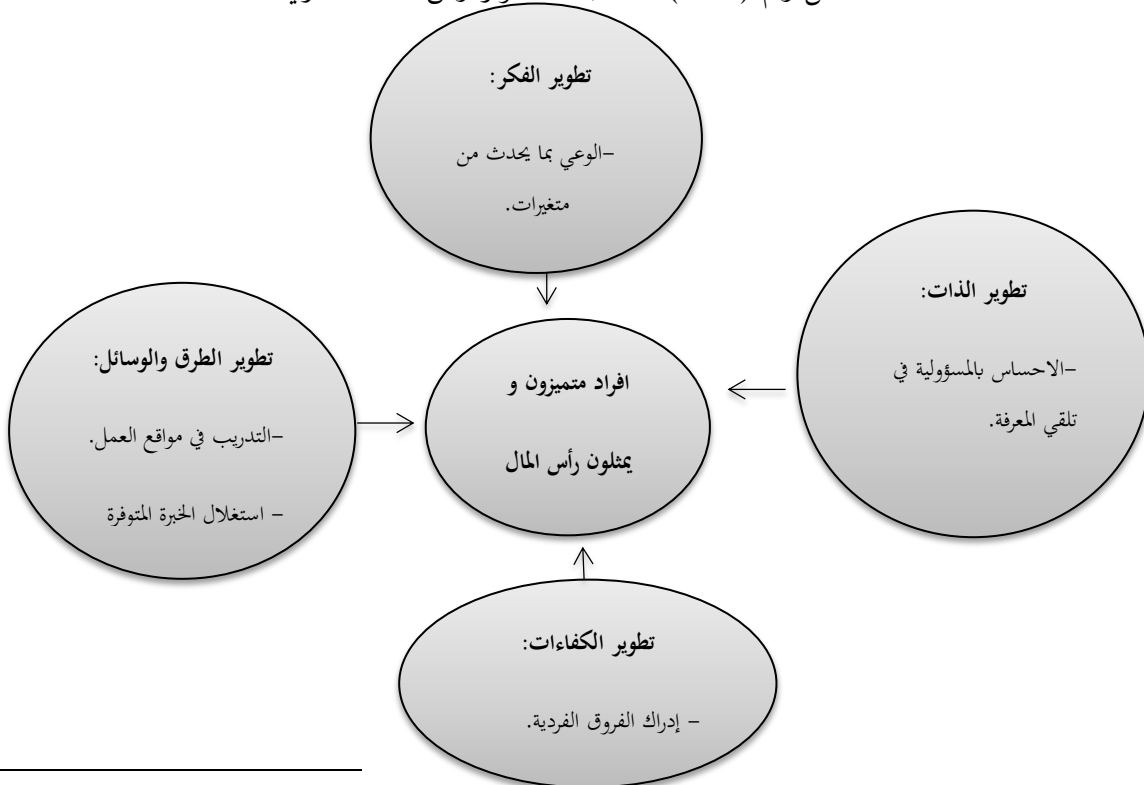 تطوير الفكر:
–الوعي بما يحدث من
متغيرات.
تطوير الذات:
–الاحساس بالمسؤولية في
تلقي المعرفة.
افراد متميزون و
يمثلون رأس المال
تطوير الطرق والوسائل:
–التدريب في مواقع العمل.
– استغلال الخبرة المتوفرة
تطوير الكفاءات:
– إدراك الفروق الفردية.